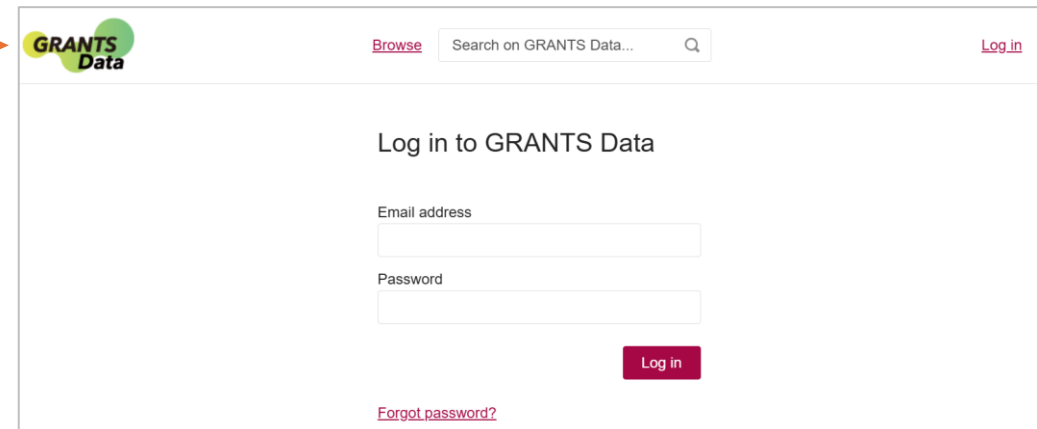 GRANTS
Data
Browse
Search on GRANTS Data...
Log in
Log in to GRANTS Data
Email address
Password
Log in
Forgot password?